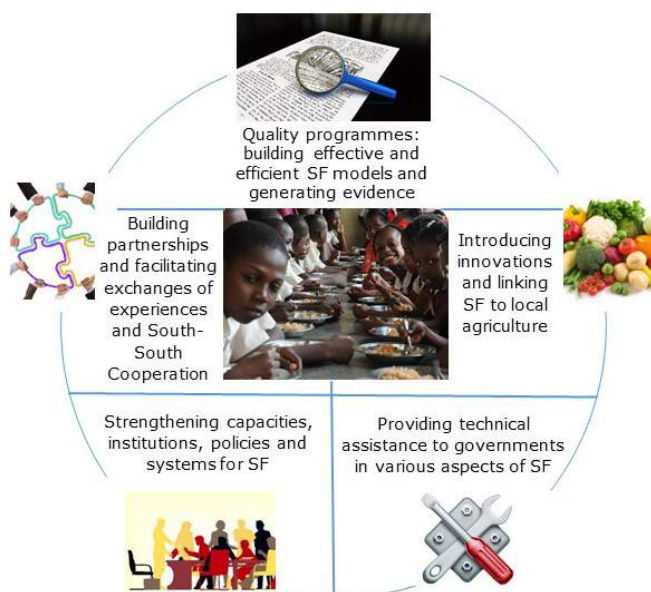 Quality programmes:
building effective and
efficient SF models and
generating evidence
Building
partnerships
and facilitating
exchanges of
experiences
and South-
South
Cooperation
Introducing
innovations
and linking
SF to local
agriculture
Strengthening capacities,
institutions, policies and
systems for SF
Providing technical
assistance to governments
in various aspects of SF